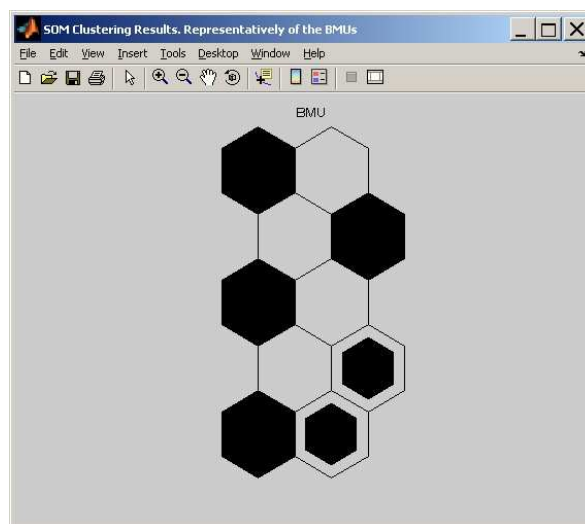 SOM Clustering Results. Representatively of the BMUs
File Edit View Insert Tools Desktop Window Help
BMU